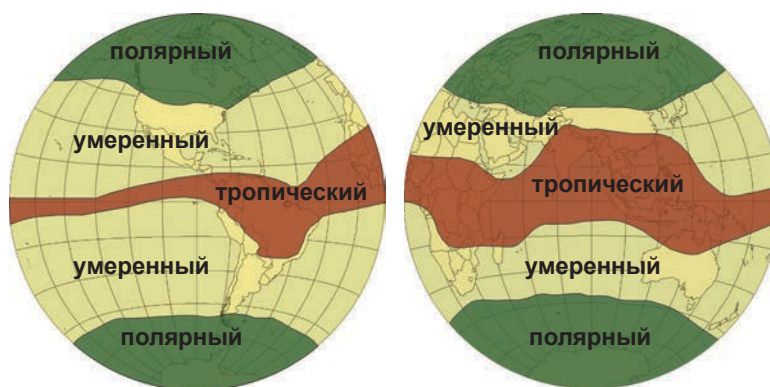 полярный
умеренный
тропический
умеренный
полярный
полярный
умеренный
тропический
умеренный
полярный